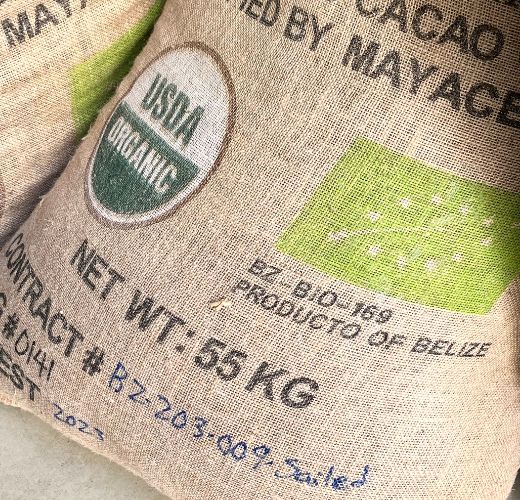 MAYA
CACAO
BY MAYACE
USDA
ORGANIC
BZ-BIO-169
PRODUCTO OF BELIZE
NET WT: 55 KG
CONTRACT # BZ-203-009-Sailed
#0141
EST 2023